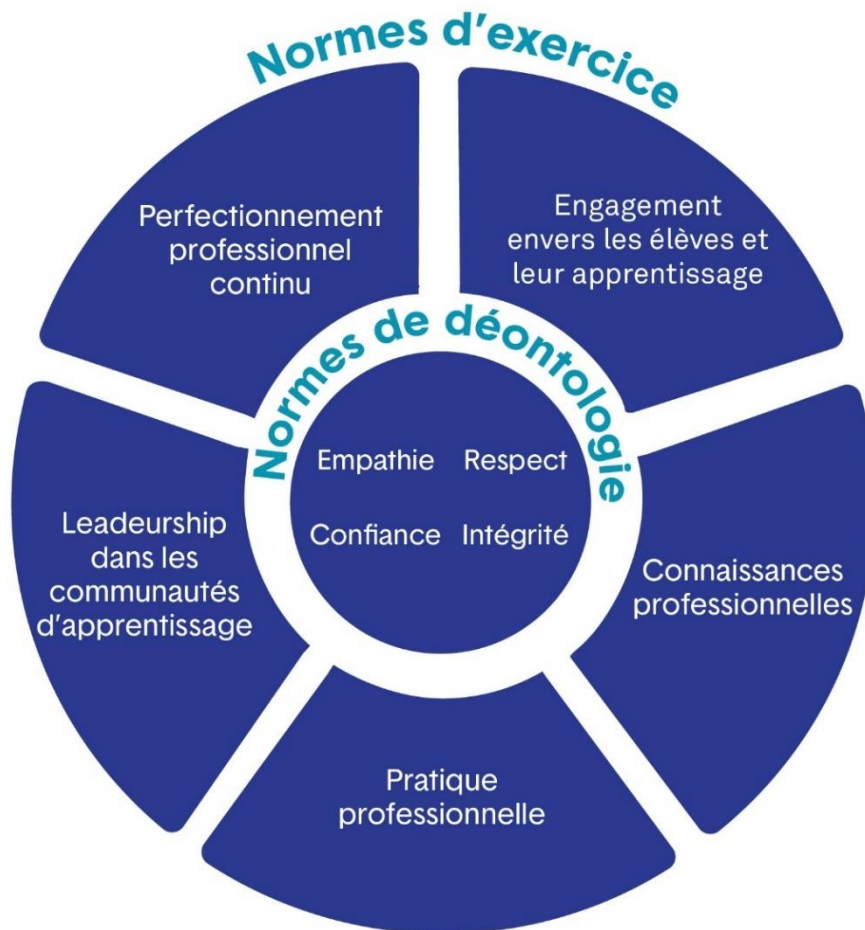 Normes d’exercice
Perfectionnement
professionnel
continu
Engagement
envers les élèves et
leur apprentissage
Normes de déontologie
Empathie Respect
Confiance Intégrité
Leadeurship
dans les
communautés
d’apprentissage
Connaissances
professionnelles
Pratique
professionnelle